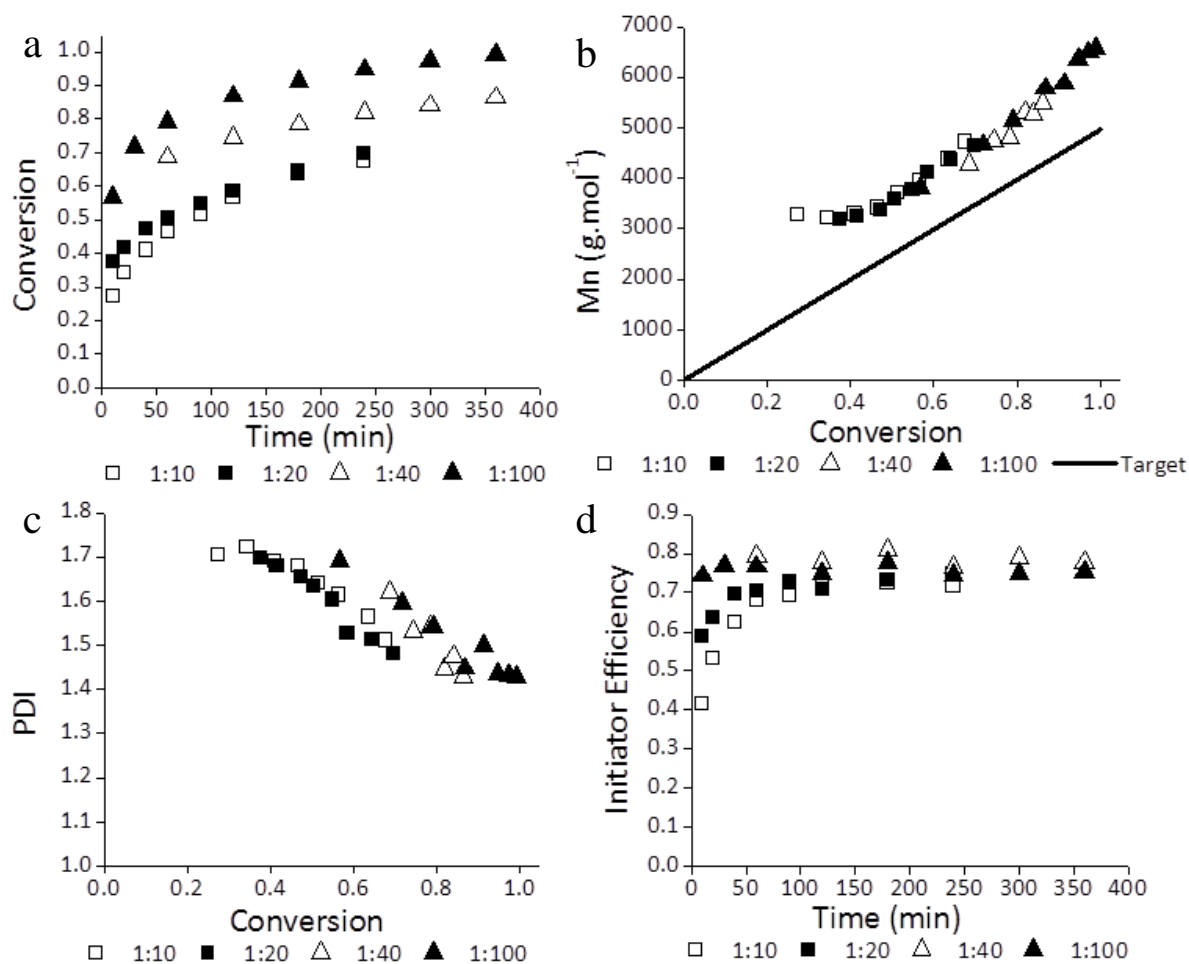 a
Conversion
1.0
0.9
0.8
0.7
0.6
0.5
0.4
0.3
0.2
0.1
0.0
0 50 100 150 200 250 300 350 400
Time (min)
1:10 1:20 1:40 1:100
b
Mn (g.mol⁻¹)
7000
6000
5000
4000
3000
2000
1000
0
0.0 0.2 0.4 0.6 0.8 1.0
Conversion
1:10 1:20 1:40 1:100 Target
c
PDI
1.8
1.7
1.6
1.5
1.4
1.3
1.2
1.1
1.0
0.0 0.2 0.4 0.6 0.8 1.0
Conversion
1:10 1:20 1:40 1:100
d
Initiator Efficiency
0.9
0.8
0.7
0.6
0.5
0.4
0.3
0.2
0.1
0.0
0 50 100 150 200 250 300 350 400
Time (min)
1:10 1:20 1:40 1:100